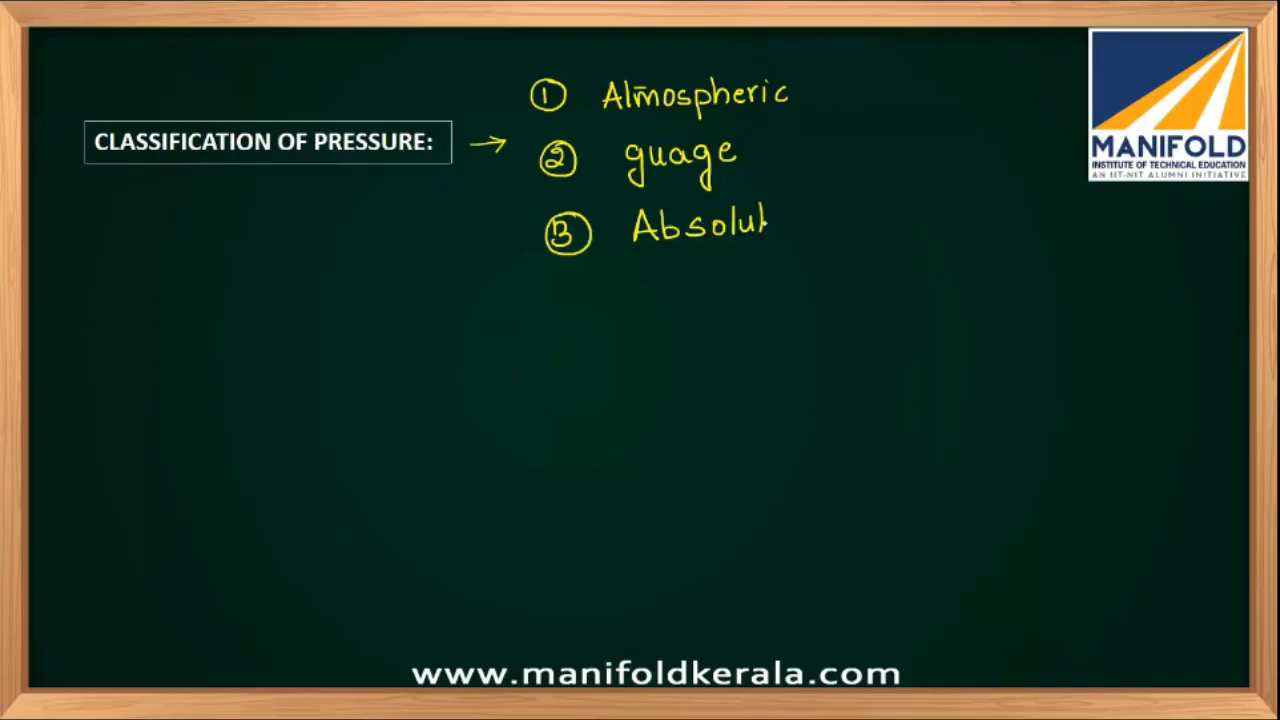 ① Atmospheric
CLASSIFICATION OF PRESSURE: →
② guage
③ Absolut
MANIFOLD
INSTITUTE OF TECHNICAL EDUCATION
AN IIT-NIT ALUMNI INITIATIVE
www.manifoldkerala.com